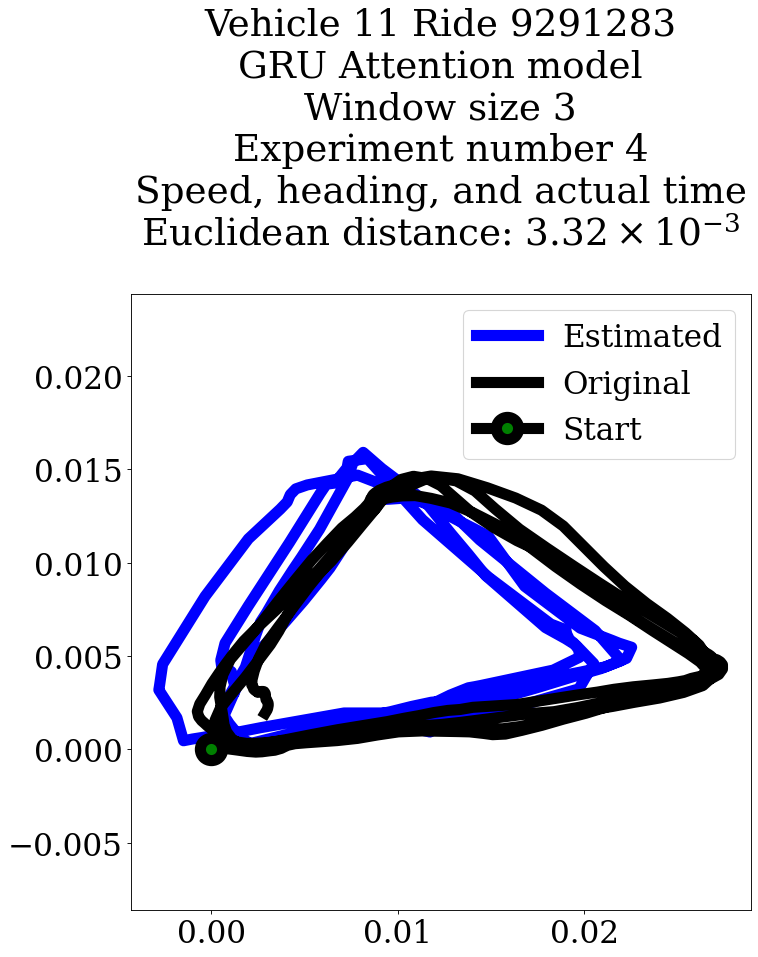 Vehicle 11 Ride 9291283
GRU Attention model
Window size 3
Experiment number 4
Speed, heading, and actual time
Euclidean distance: 3.32 × 10⁻³
Estimated
Original
Start
0.020
0.015
0.010
0.005
0.000
−0.005
0.00 0.01 0.02